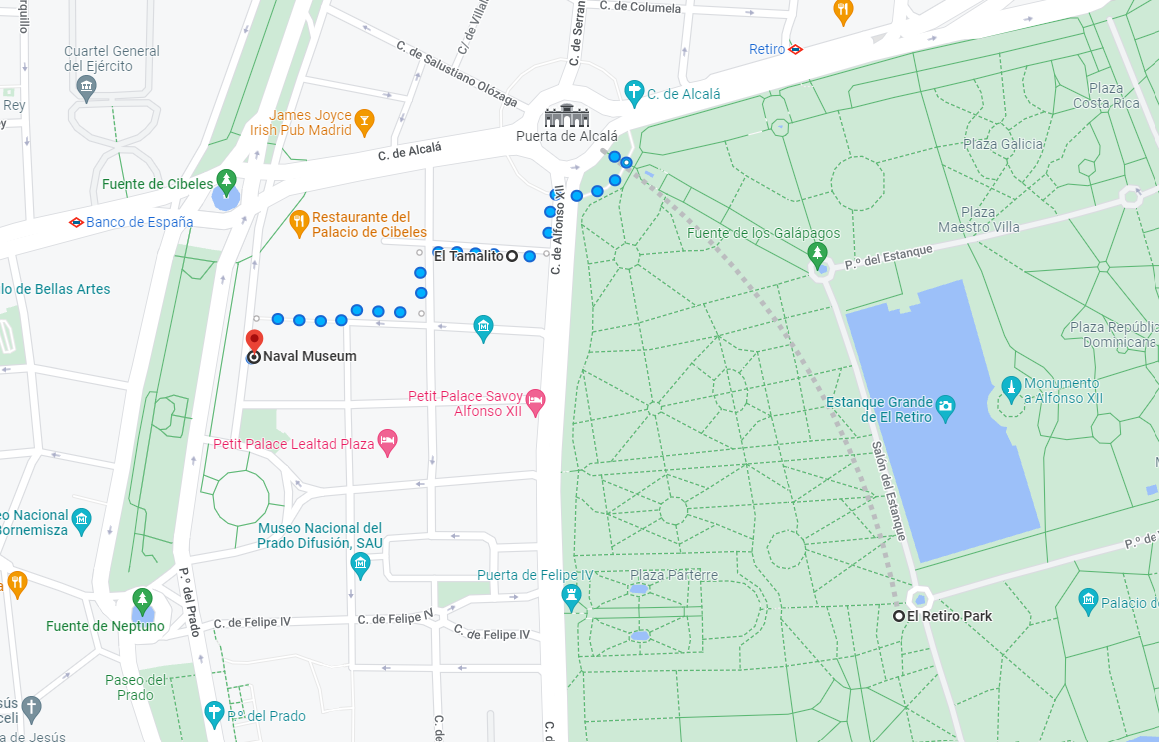 C. de Columela
C. de Serran
C/ de Villal
C. de Salustiano Olózaga
rquillo
Cuartel General
del Ejército
Rey
Retiro
C. de Alcalá
Plaza
Costa Rica
James Joyce
Irish Pub Madrid
Puerta de Alcalá
Plaza Galicia
C. de Alcalá
Fuente de Cibeles
Banco de España
Restaurante del
Palacio de Cibeles
C. de Alfonso XII
Plaza
Maestro Villa
Fuente de los Galápagos
P.º del Estanque
El Tamalito
lo de Bellas Artes
Plaza Repúblic
Dominicana
Naval Museum
Petit Palace Savoy
Alfonso XII
Monumento
a Alfonso XII
Estanque Grande
de El Retiro
Petit Palace Lealtad Plaza
Salón del Estanque
eo Nacional
Bornemisza
Museo Nacional del
Prado Difusión, SAU
P.º de
Puerta de Felipe IV
Plaza Parterre
P.º del Prado
Palacio d
El Retiro Park
Fuente de Neptuno
C. de Felipe IV
C. de Felipe IV
C. de Felipe IV
Paseo del
Prado
sús
celi
P.º del Prado
a de Jesús
C. de
C. d